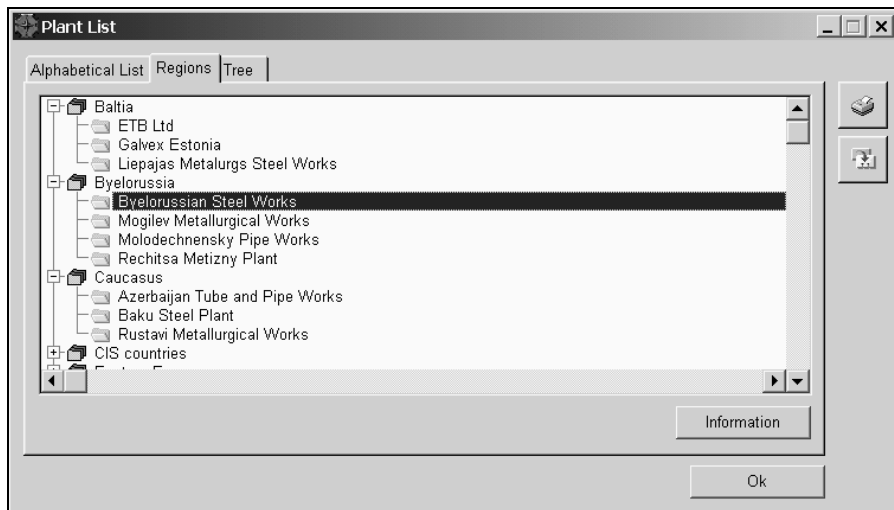 Plant List
Alphabetical List Regions Tree
Baltia
ETB Ltd
Galvex Estonia
Liepajas Metalurgs Steel Works
Byelorussia
Byelorussian Steel Works
Mogilev Metallurgical Works
Molodechnensky Pipe Works
Rechitsa Metizny Plant
Caucasus
Azerbaijan Tube and Pipe Works
Baku Steel Plant
Rustavi Metallurgical Works
CIS countries
Information
Ok